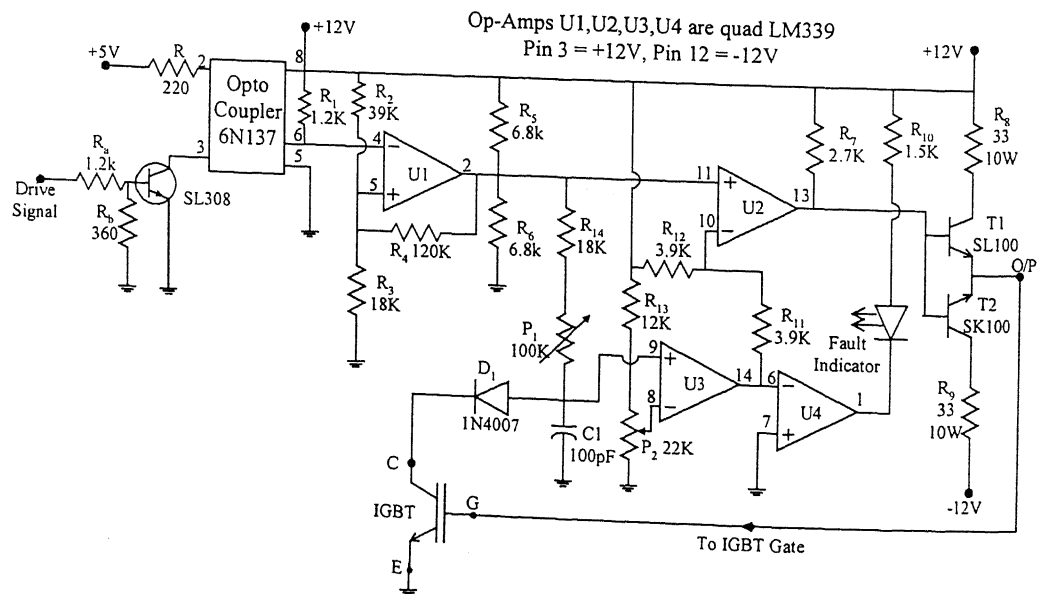 Op-Amps U1,U2,U3,U4 are quad LM339
Pin 3 = +12V, Pin 12 = -12V
+12V
+12V
+5V
R
220
2
8
Opto
Coupler
6N137
R1
1.2K
R2
39K
R5
6.8k
R7
2.7K
R10
1.5K
R8
33
10W
6
5
3
4
5
U1
2
Ra
1.2k
Drive
Signal
Rb
360
SL308
R4 120K
R3
18K
R6
6.8k
R14
18K
11
10
U2
13
R12
3.9K
T1
SL100
O/P
T2
SK100
R13
12K
R11
3.9K
P1
100K
Fault
Indicator
D1
1N4007
9
8
U3
14
6
7
U4
1
R9
33
10W
C1
100pF
P2 22K
-12V
C
IGBT
G
E
To IGBT Gate